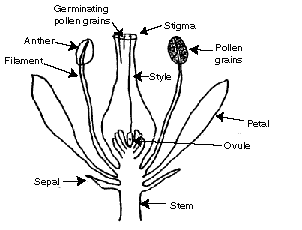 Germinating
pollen grains
Stigma
Anther
Filament
Pollen
grains
Style
Petal
Ovule
Sepal
Stem